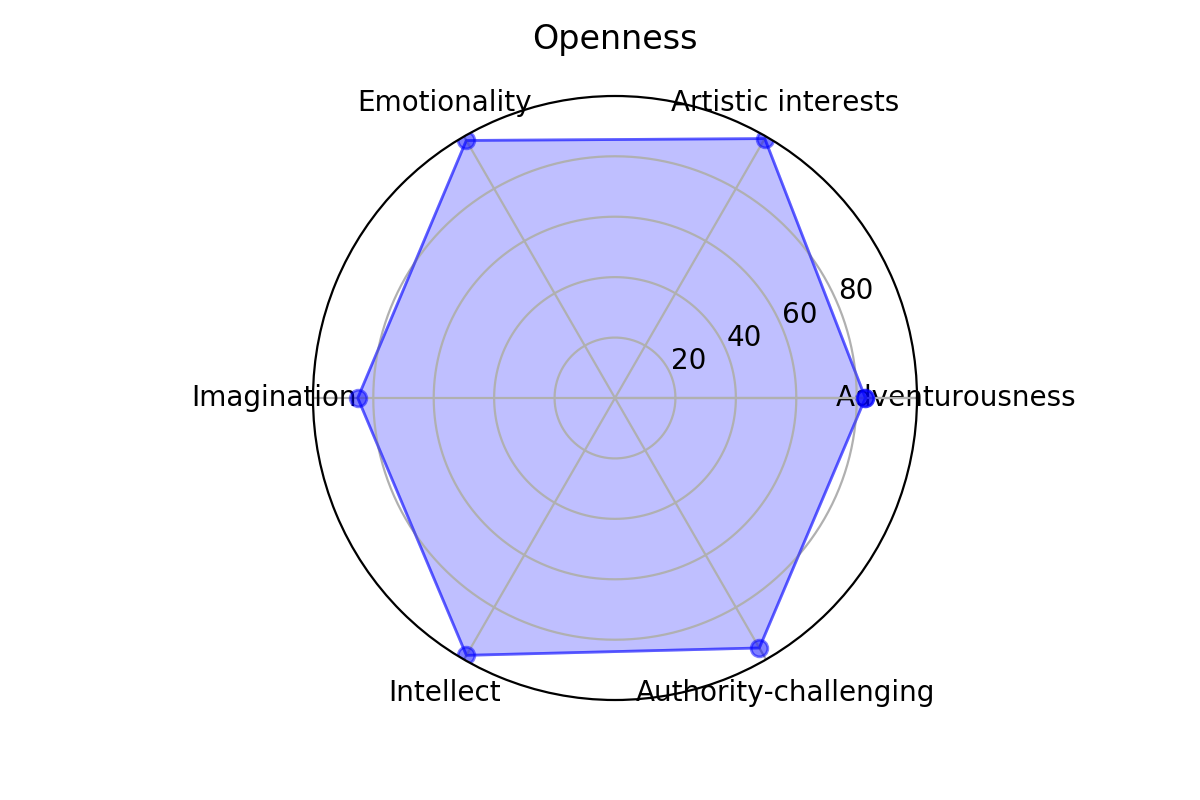 Openness
Emotionality
Artistic interests
80
60
40
20
Imagination
Adventurousness
Intellect
Authority-challenging